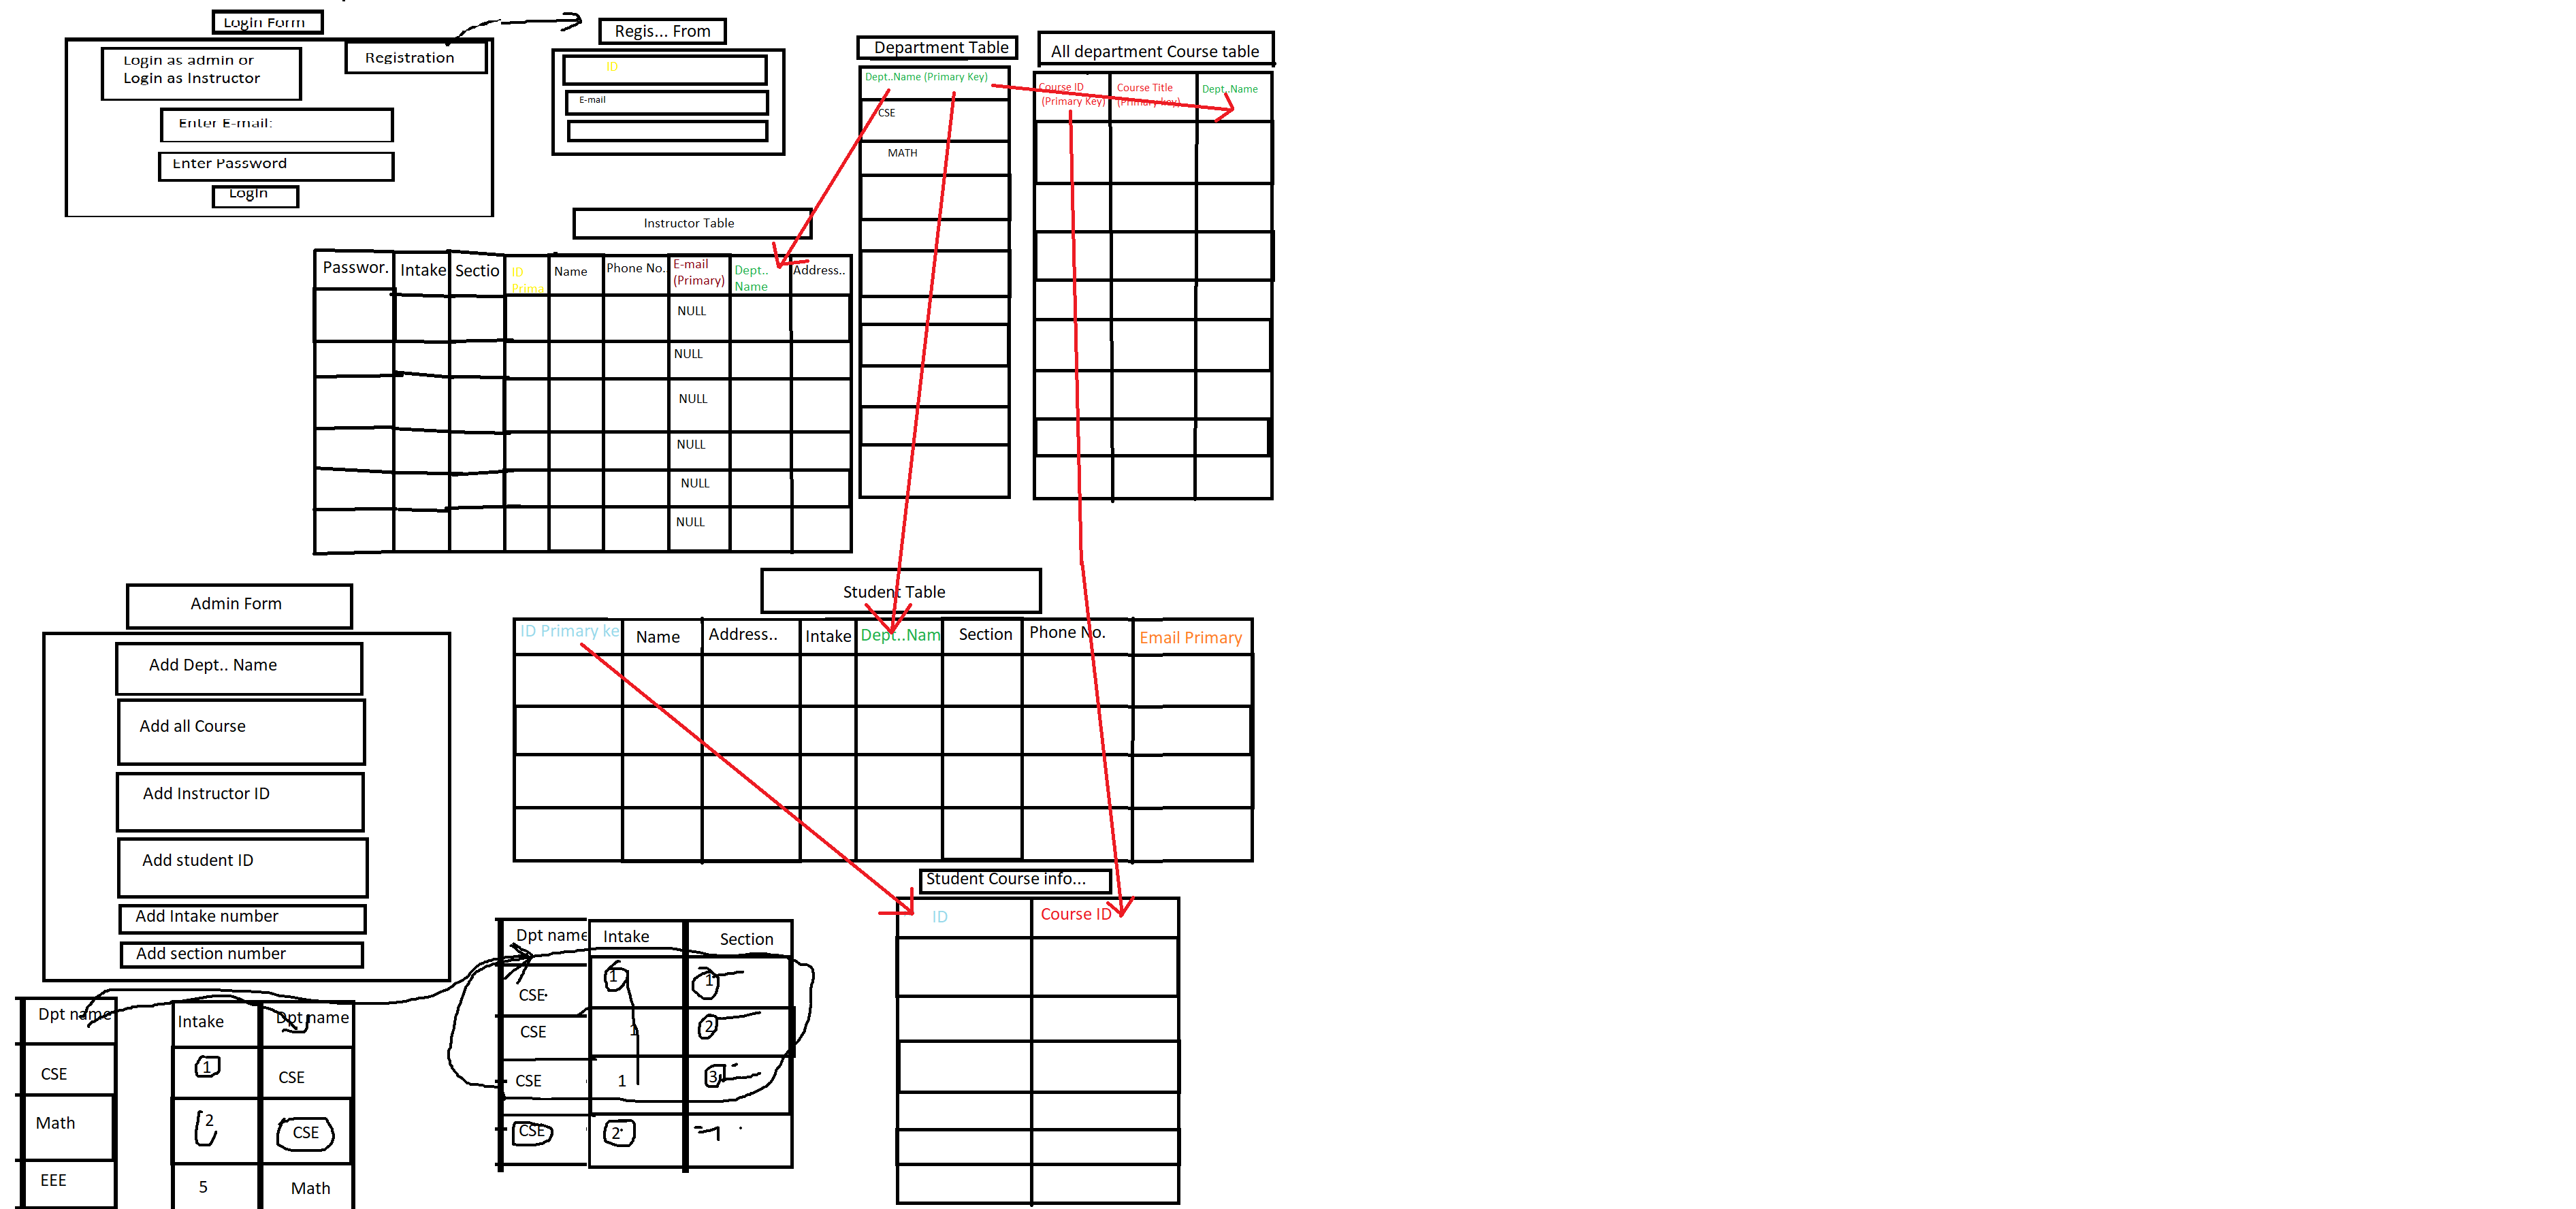 Login Form
Registration
Login as admin or
Login as Instructor
Enter E-mail:
Enter Password
LogIn
Regis... From
ID
E-mail
Department Table
Dept..Name (Primary Key)
CSE
MATH
All department Course table
Course ID
(Primary Key)
Course Title
(Primary key)
Dept..Name
Instructor Table
Passwor.
Intake
Sectio
ID
Prima
Name
Phone No..
E-mail
(Primary)
Dept..
Name
Address..
NULL
NULL
NULL
NULL
NULL
NULL
Admin Form
Add Dept.. Name
Add all Course
Add Instructor ID
Add student ID
Add Intake number
Add section number
Student Table
ID Primary ke
Name
Address..
Intake
Dept..Nam
Section
Phone No.
Email Primary
Student Course info...
ID
Course ID
Dpt name
CSE
Math
EEE
Intake
Dpt name
1
CSE
2
CSE
5
Math
Dpt name
Intake
Section
CSE
1
1
CSE
1
2
CSE
1
3
CSE
2
1